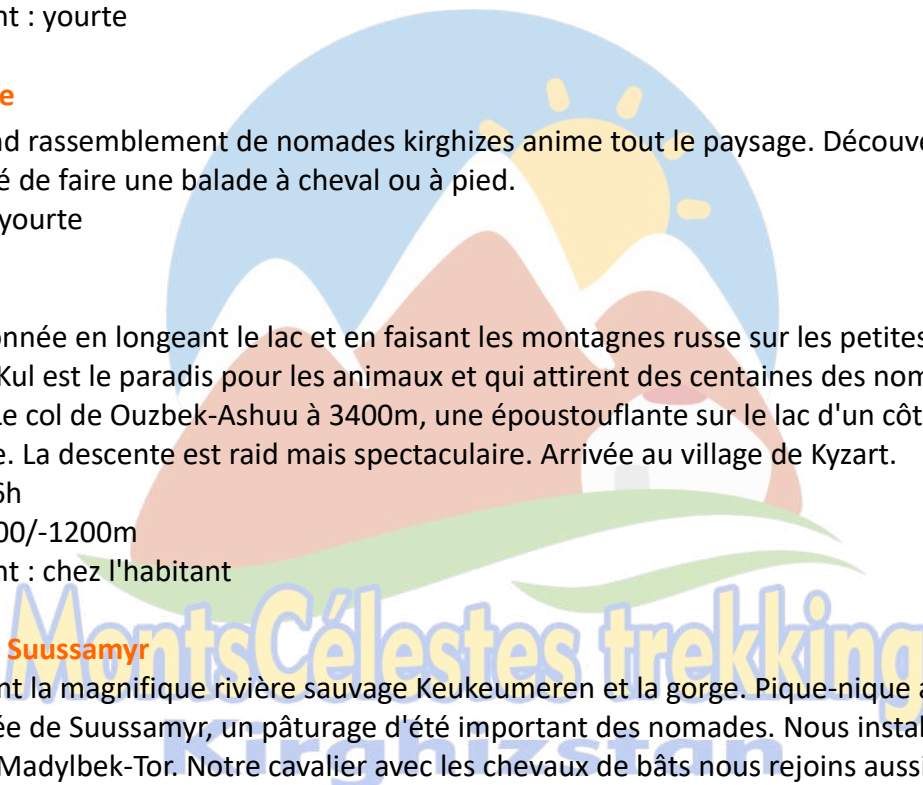 nt : yourte
e
nd rassemblement de nomades kirghizes anime tout le paysage. Découve
é de faire une balade à cheval ou à pied.
yourte
onnée en longeant le lac et en faisant les montagnes russe sur les petites
Kul est le paradis pour les animaux et qui attirent des centaines des nom
Le col de Ouzbek-Ashuu à 3400m, une époustouflante sur le lac d'un côt
e. La descente est raid mais spectaculaire. Arrivée au village de Kyzart.
6h
00/-1200m
nt : chez l'habitant
MontsCélestes trekking
Suussamyr
nt la magnifique rivière sauvage Keukeumeren et la gorge. Pique-nique a
ée de Suussamyr, un pâturage d'été important des nomades. Nous instal
Kirghizstan
Madylbek-Tor. Notre cavalier avec les chevaux de bâts nous rejoins aussi